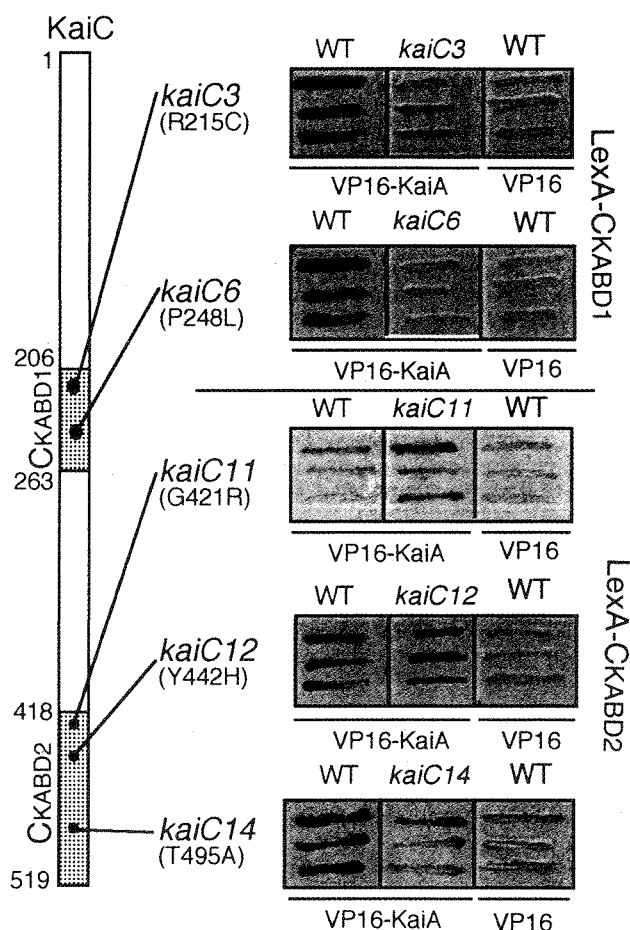 KaiC
1
kaiC3
(R215C)
kaiC6
(P248L)
206
CKABD1
263
kaiC11
(G421R)
kaiC12
(Y442H)
418
CKABD2
kaiC14
(T495A)
519
WT kaiC3 WT
VP16-KaiA VP16
WT kaiC6 WT
VP16-KaiA VP16
LexA-CKABD1
WT kaiC11 WT
VP16-KaiA VP16
WT kaiC12 WT
VP16-KaiA VP16
WT kaiC14 WT
VP16-KaiA VP16
LexA-CKABD2